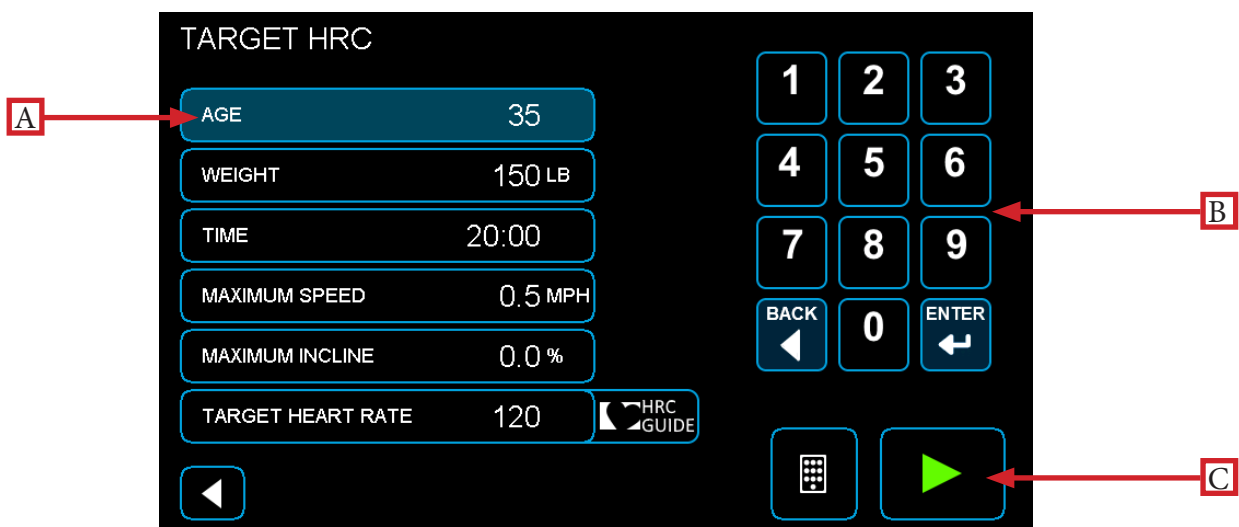 TARGET HRC
A
AGE 35
WEIGHT 150 LB
TIME 20:00
MAXIMUM SPEED 0.5 MPH
MAXIMUM INCLINE 0.0 %
TARGET HEART RATE 120
HRC
GUIDE
1 2 3
4 5 6
B
7 8 9
BACK 0 ENTER
C